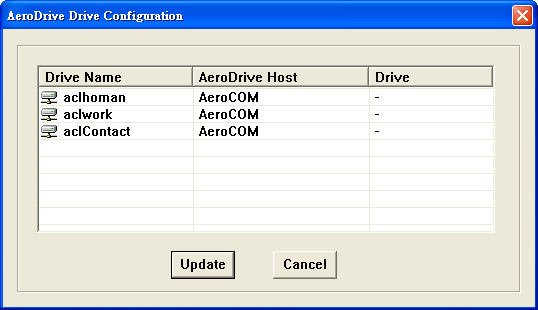 AeroDrive Drive Configuration
Drive Name AeroDrive Host Drive
aclhoman AeroCOM -
aclwork AeroCOM -
aclContact AeroCOM -
Update Cancel